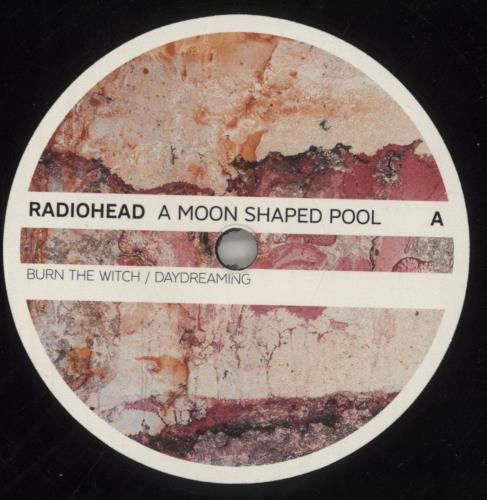 RADIOHEAD A MOON SHAPED POOL A
BURN THE WITCH / DAYDREAMING